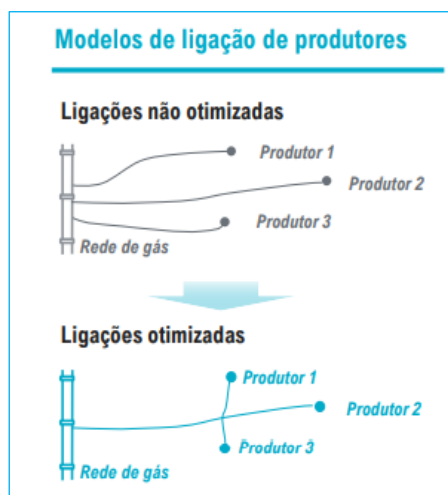 Modelos de ligação de produtores
Ligações não otimizadas
Produtor 1
Produtor 2
Produtor 3
Rede de gás
Ligações otimizadas
Produtor 1
Produtor 2
Produtor 3
Rede de gás